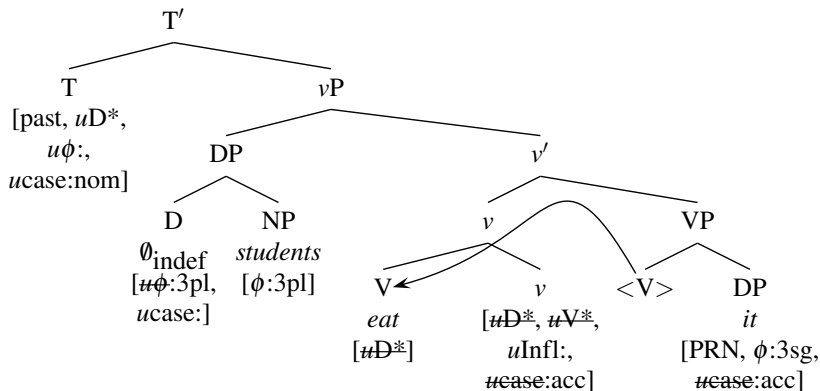 T′
T vP
[past, uD*,
uϕ:,
ucase:nom]
DP v′
D NP v VP
∅indef students
[uϕ:3pl, [ϕ:3pl] V v <V> DP
ucase:]
eat [uD*, uV*, it
[uD*] uInfl:, [PRN, ϕ:3sg,
ucase:acc] ucase:acc]